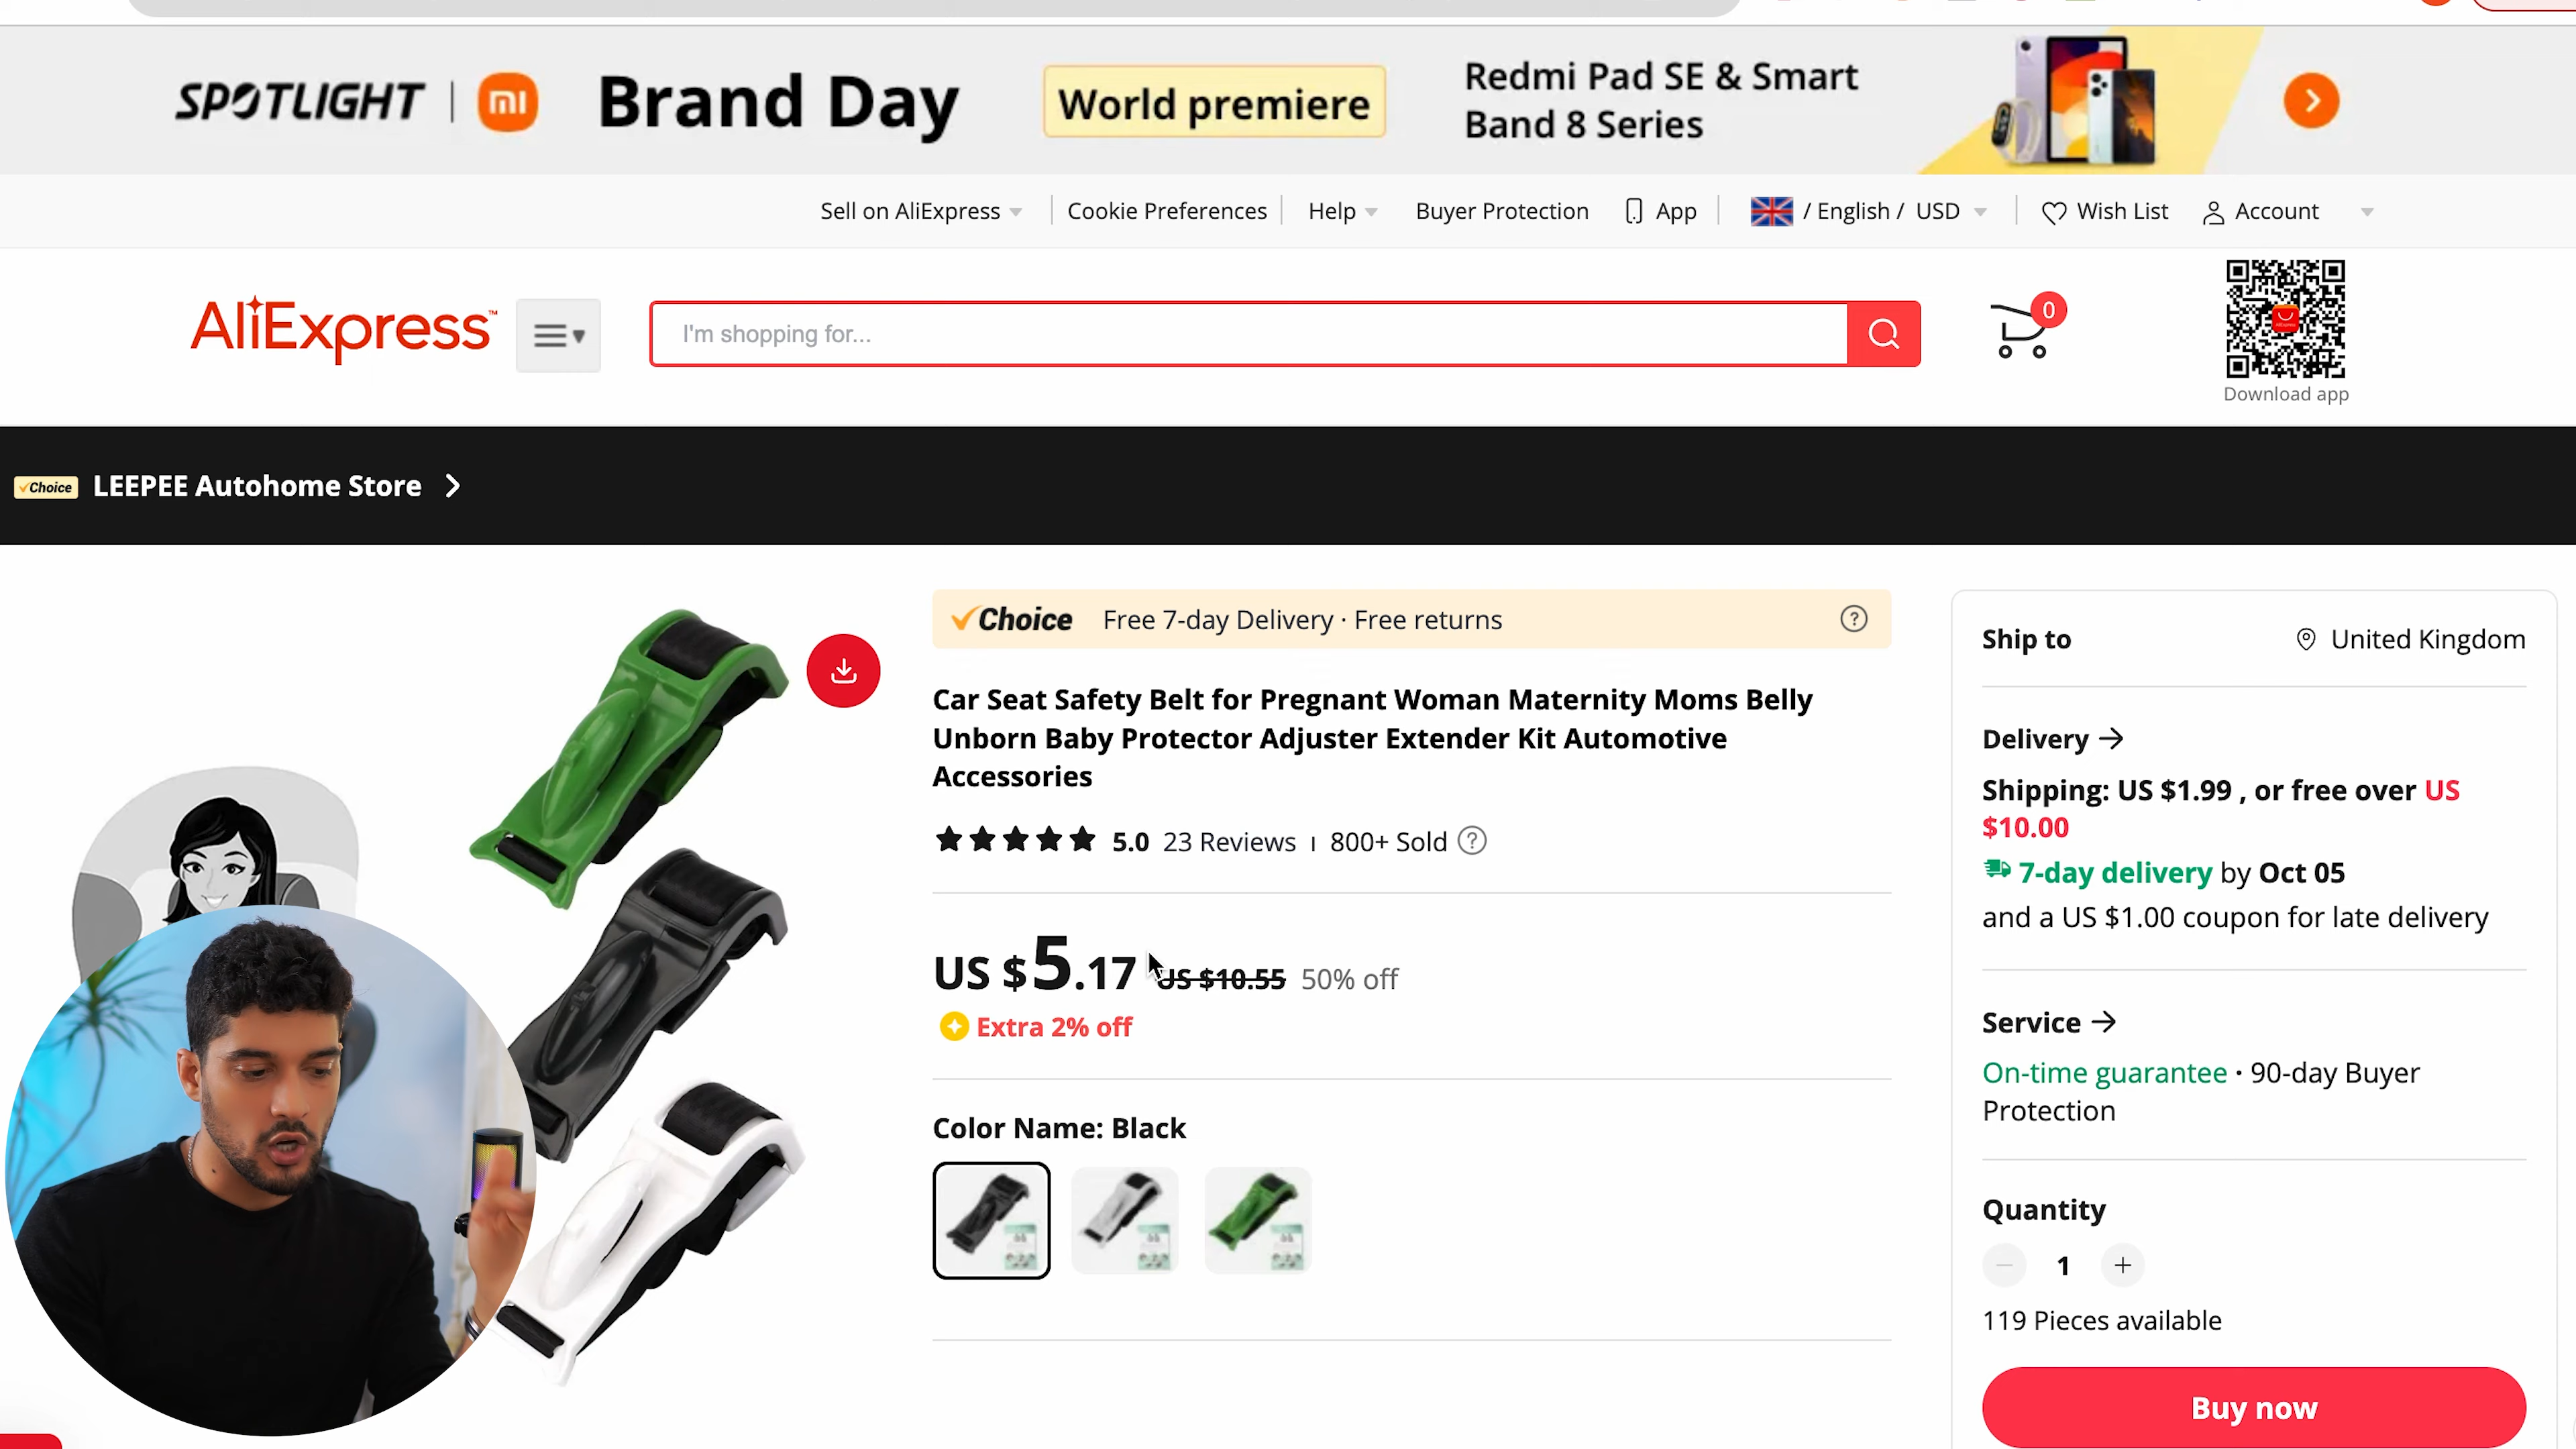 SPOTLIGHT | mi Brand Day World premiere Redmi Pad SE & Smart
Band 8 Series
Sell on AliExpress Cookie Preferences Help Buyer Protection App / English / USD Wish List Account
AliExpress™ I'm shopping for... 0
Download app
Choice LEEPEE Autohome Store
Choice Free 7-day Delivery · Free returns ?
Car Seat Safety Belt for Pregnant Woman Maternity Moms Belly
Unborn Baby Protector Adjuster Extender Kit Automotive
Accessories
5.0 23 Reviews 800+ Sold ?
US $5.17 US $10.55 50% off
Extra 2% off
Color Name: Black
Ship to United Kingdom
Delivery →
Shipping: US $1.99 , or free over US
$10.00
7-day delivery by Oct 05
and a US $1.00 coupon for late delivery
Service →
On-time guarantee · 90-day Buyer
Protection
Quantity
− 1 +
119 Pieces available
Buy now